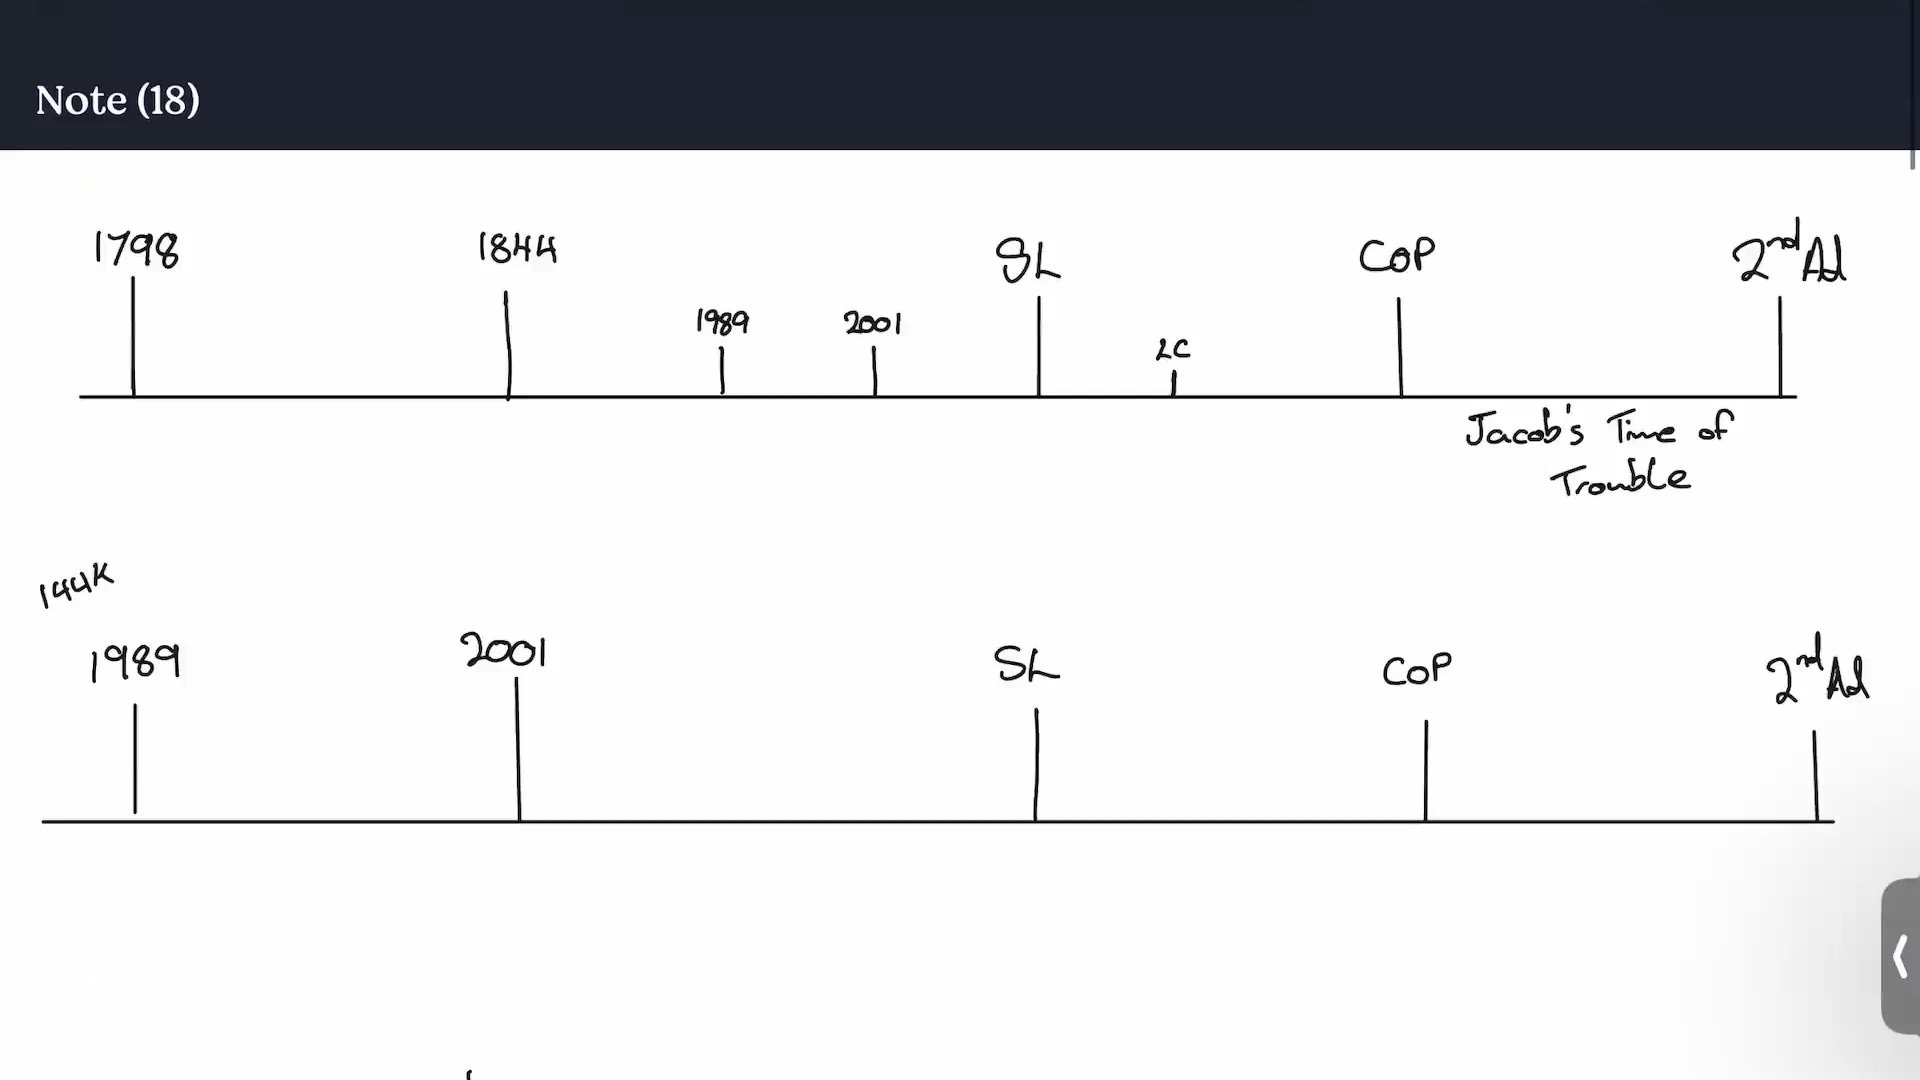 Note (18)
1798 1844 SL COP 2nd Ad
1989 2001
LC
Jacob's Time of
Trouble
144K
1989 2001 SL COP 2nd Ad